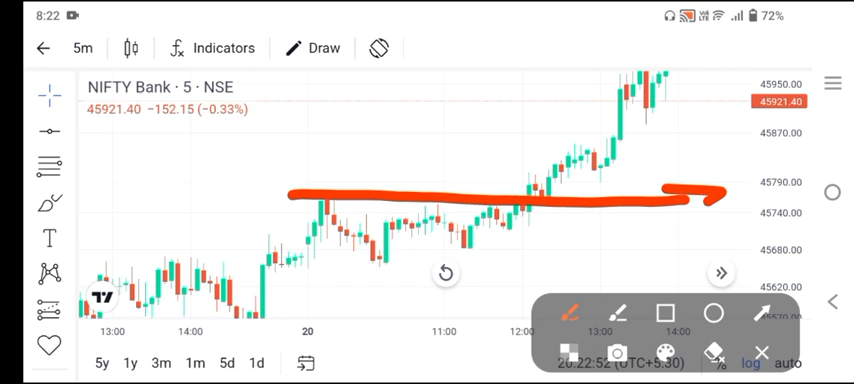 8:22 72%
5m Indicators Draw
NIFTY Bank · 5 · NSE
45921.40 −152.15 (−0.33%)
45950.00
45921.40
45870.00
45790.00
45740.00
45680.00
45620.00
13:00 14:00 20 11:00 12:00 13:00 14:00
5y 1y 3m 1m 5d 1d 20:22:52 (UTC+5:30) % log auto